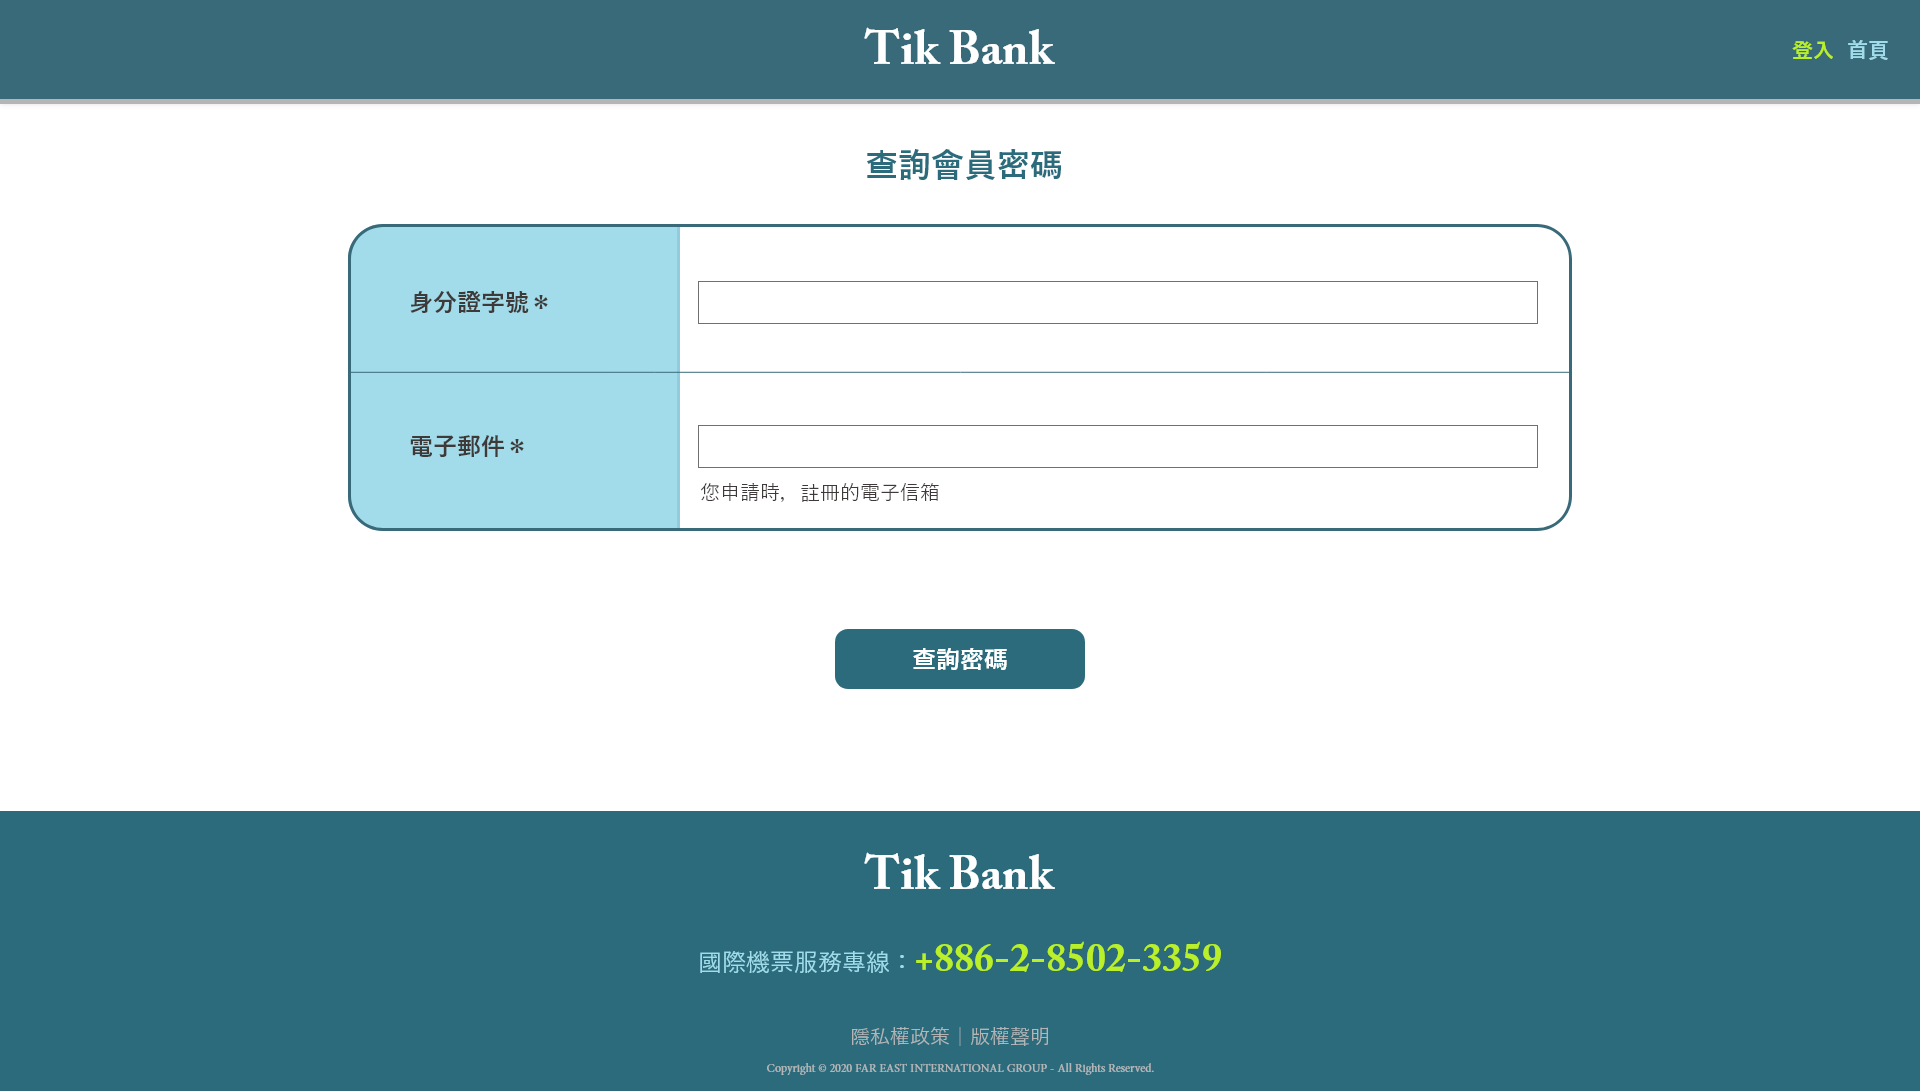 Tik Bank
登入 首頁
查詢會員密碼
身分證字號＊
電子郵件＊
您申請時，註冊的電子信箱
查詢密碼
Tik Bank
國際機票服務專線：+886-2-8502-3359
隱私權政策｜版權聲明
Copyright © 2020 FAR EAST INTERNATIONAL GROUP - All Rights Reserved.